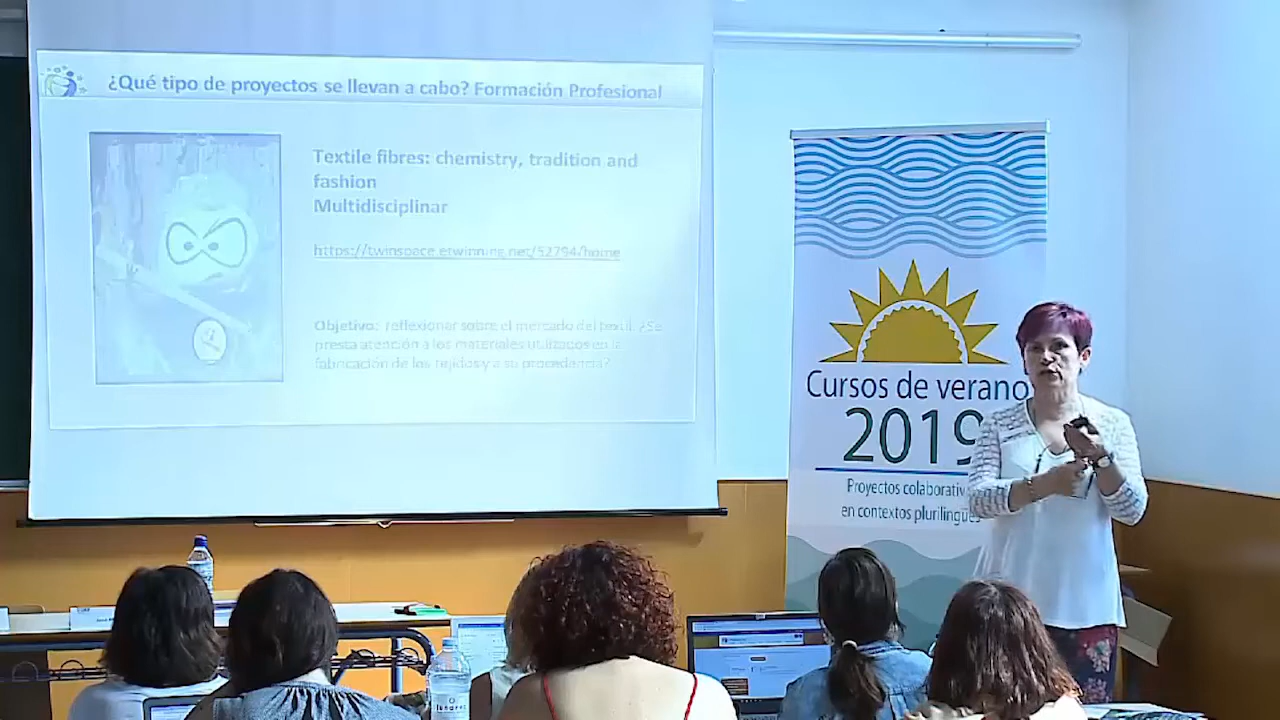 ¿Qué tipo de proyectos se llevan a cabo? Formación Profesional
Textile fibres: chemistry, tradition and
fashion
Multidisciplinar
https://twinspace.etwinning.net/52794/home
Objetivo: reflexionar sobre el mercado del textil. ¿Se
presta atención a los materiales utilizados en la
fabricación de los tejidos y a su procedencia?
Cursos de verano
2019
Proyectos colaborativ
en contextos plurilingües